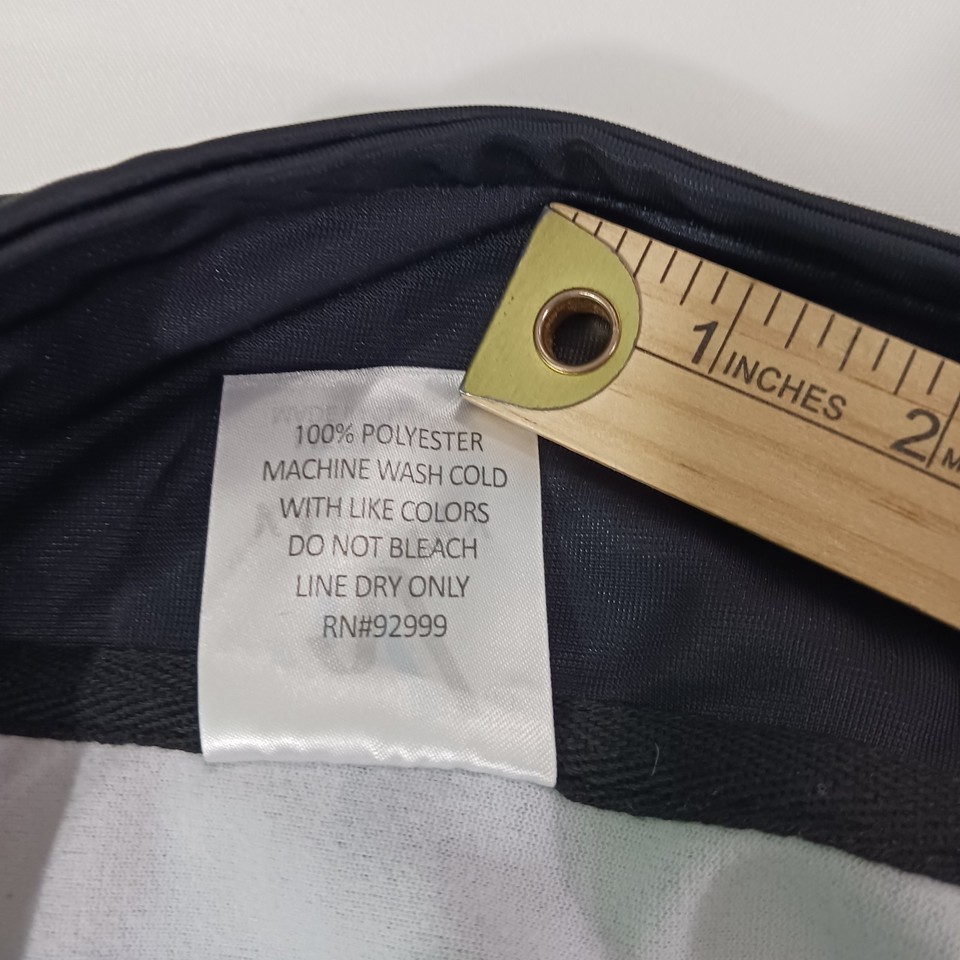 100% POLYESTER
MACHINE WASH COLD
WITH LIKE COLORS
DO NOT BLEACH
LINE DRY ONLY
RN#92999
1 INCHES 2